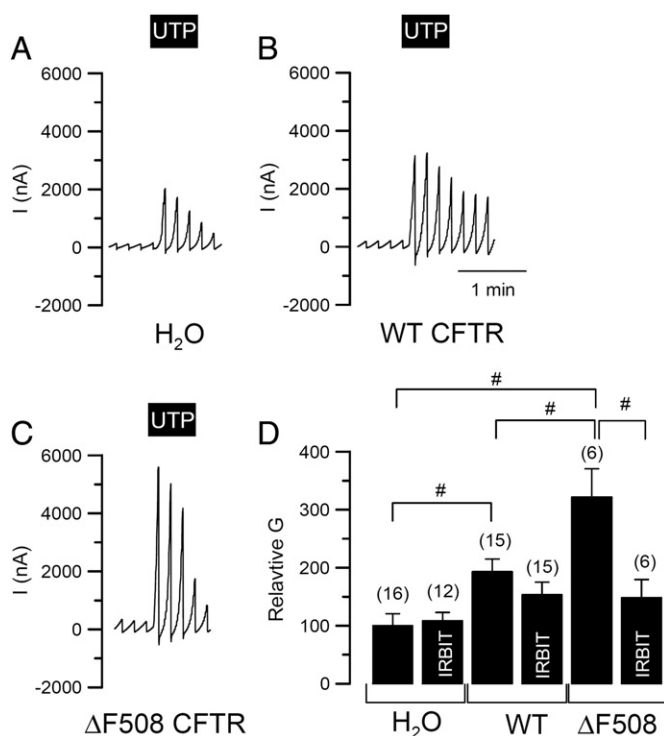 A
UTP
6000
4000
2000
0
-2000
I (nA)
H₂O
B
UTP
6000
4000
2000
0
-2000
I (nA)
1 min
WT CFTR
C
UTP
6000
4000
2000
0
-2000
I (nA)
ΔF508 CFTR
D
#
#
#
#
400
300
200
100
0
Relavtive G
(16)
(12)
(15)
(15)
(6)
(6)
IRBIT
IRBIT
IRBIT
H₂O
WT
ΔF508